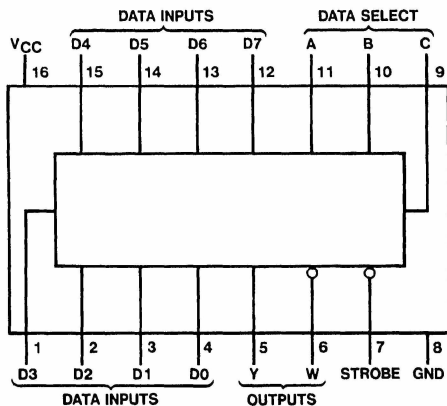 DATA INPUTS DATA SELECT
VCC D4 D5 D6 D7 A B C
16 15 14 13 12 11 10 9
1 2 3 4 5 6 7 8
D3 D2 D1 D0 Y W STROBE GND
DATA INPUTS OUTPUTS